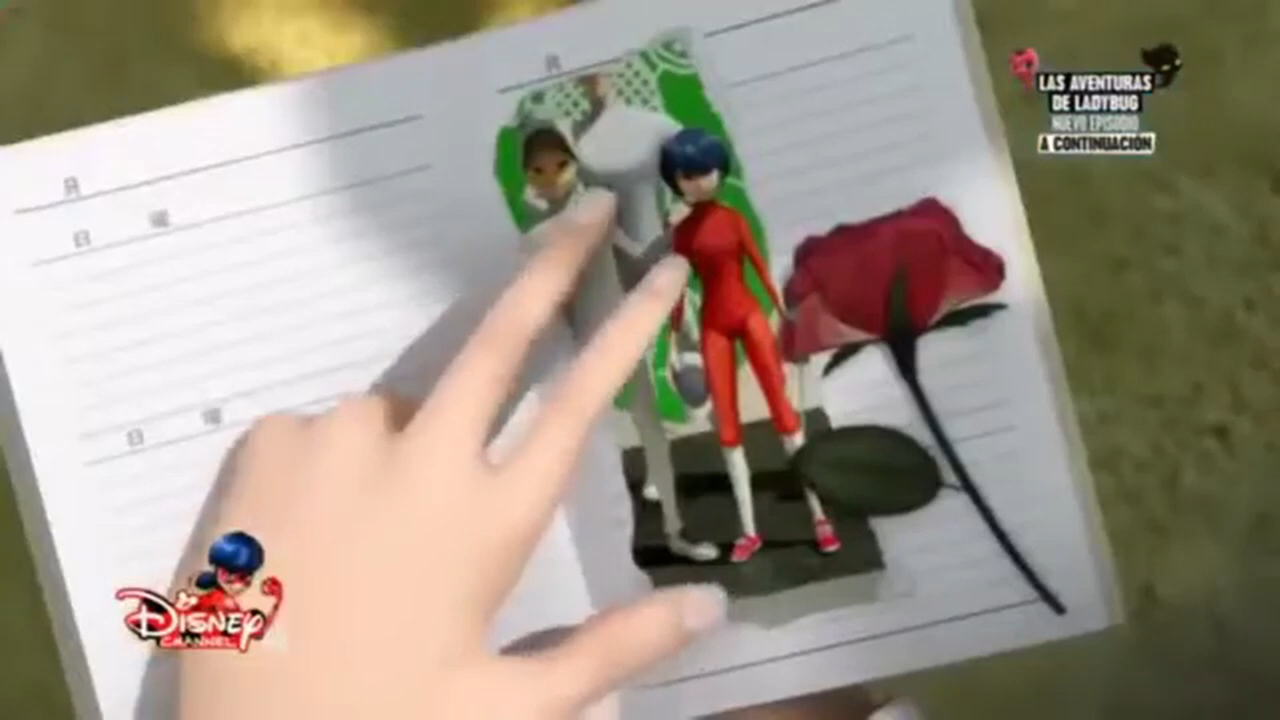 月
日 曜
日 曜
月
LAS AVENTURAS
DE LADYBUG
NUEVO EPISODIO
A CONTINUACIÓN
DISNEY
CHANNEL